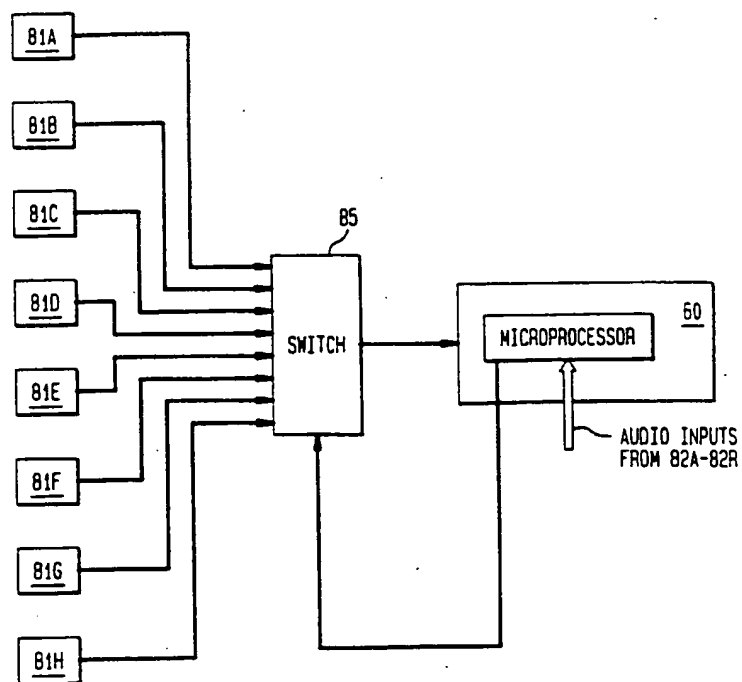 81A
81B
81C
81D
81E
81F
81G
81H
85
SWITCH
60
MICROPROCESSOR
AUDIO INPUTS
FROM 82A-82R